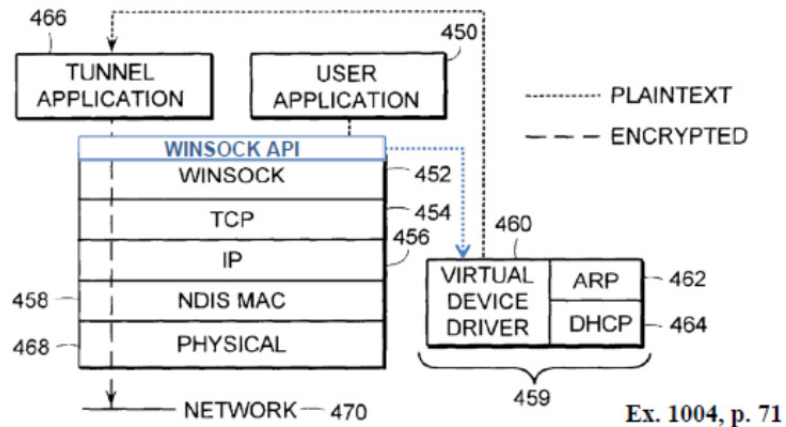 466
450
TUNNEL
APPLICATION
USER
APPLICATION
PLAINTEXT
ENCRYPTED
WINSOCK API
WINSOCK
452
TCP
454
IP
456
NDIS MAC
458
PHYSICAL
468
460
VIRTUAL
DEVICE
DRIVER
ARP
462
DHCP
464
459
NETWORK
470
Ex. 1004, p. 71